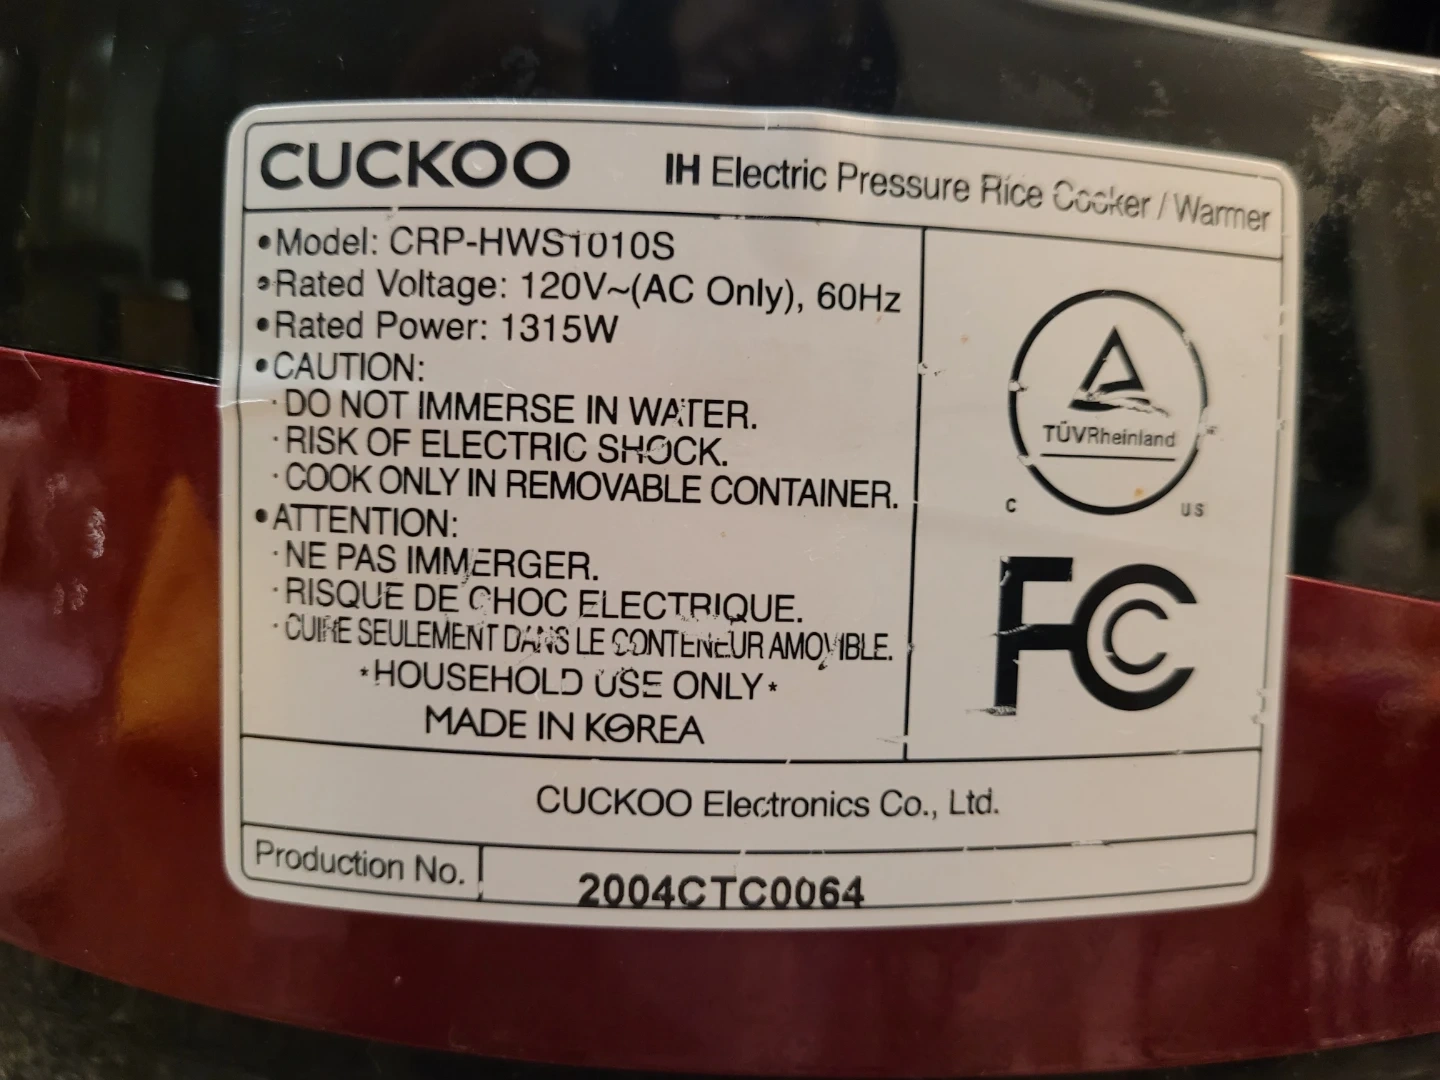 CUCKOO IH Electric Pressure Rice Cooker / Warmer
•Model: CRP-HWS1010S
•Rated Voltage: 120V~(AC Only), 60Hz
•Rated Power: 1315W
•CAUTION:
·DO NOT IMMERSE IN WATER.
·RISK OF ELECTRIC SHOCK.
·COOK ONLY IN REMOVABLE CONTAINER.
•ATTENTION:
·NE PAS IMMERGER.
·RISQUE DE CHOC ELECTRIQUE.
·CUIRE SEULEMENT DANS LE CONTENEUR AMOVIBLE.
*HOUSEHOLD USE ONLY*
MADE IN KOREA
TÜVRheinland
C US
FC
CUCKOO Electronics Co., Ltd.
Production No. 2004CTC0064